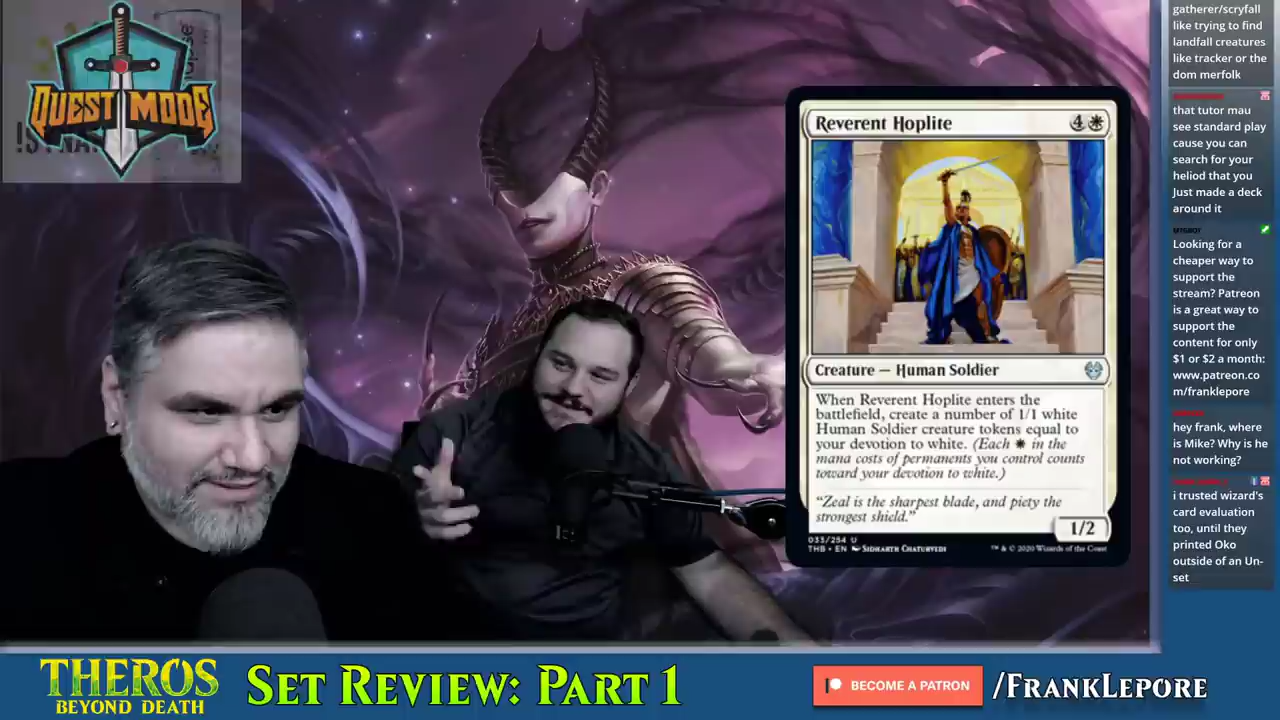 QUEST MODE
Reverent Hoplite 4
Creature — Human Soldier
When Reverent Hoplite enters the
battlefield, create a number of 1/1 white
Human Soldier creature tokens equal to
your devotion to white. (Each in the
mana costs of permanents you control counts
toward your devotion to white.)
“Zeal is the sharpest blade, and piety the
strongest shield.”
1/2
033/254 U
THB • EN Sidharth Chaturvedi
™ & © 2020 Wizards of the Coast
gatherer/scryfall
like trying to find
landfall creatures
like tracker or the
dom merfolk
that tutor mau
see standard play
cause you can
search for your
heliod that you
Just made a deck
around it
Looking for a
cheaper way to
support the
stream? Patreon
is a great way to
support the
content for only
$1 or $2 a month:
www.patreon.co
m/franklepore
hey frank, where
is Mike? Why is he
not working?
i trusted wizard's
card evaluation
too, until they
printed Oko
outside of an Un-
set
THEROS
BEYOND DEATH
Set Review: Part 1
BECOME A PATRON
/FrankLepore